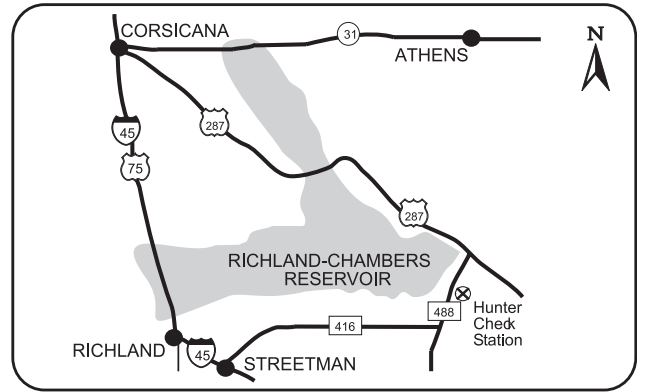 CORSICANA
31
ATHENS
N
45
287
75
287
RICHLAND-CHAMBERS
RESERVOIR
488
Hunter
Check
Station
416
RICHLAND
45
STREETMAN